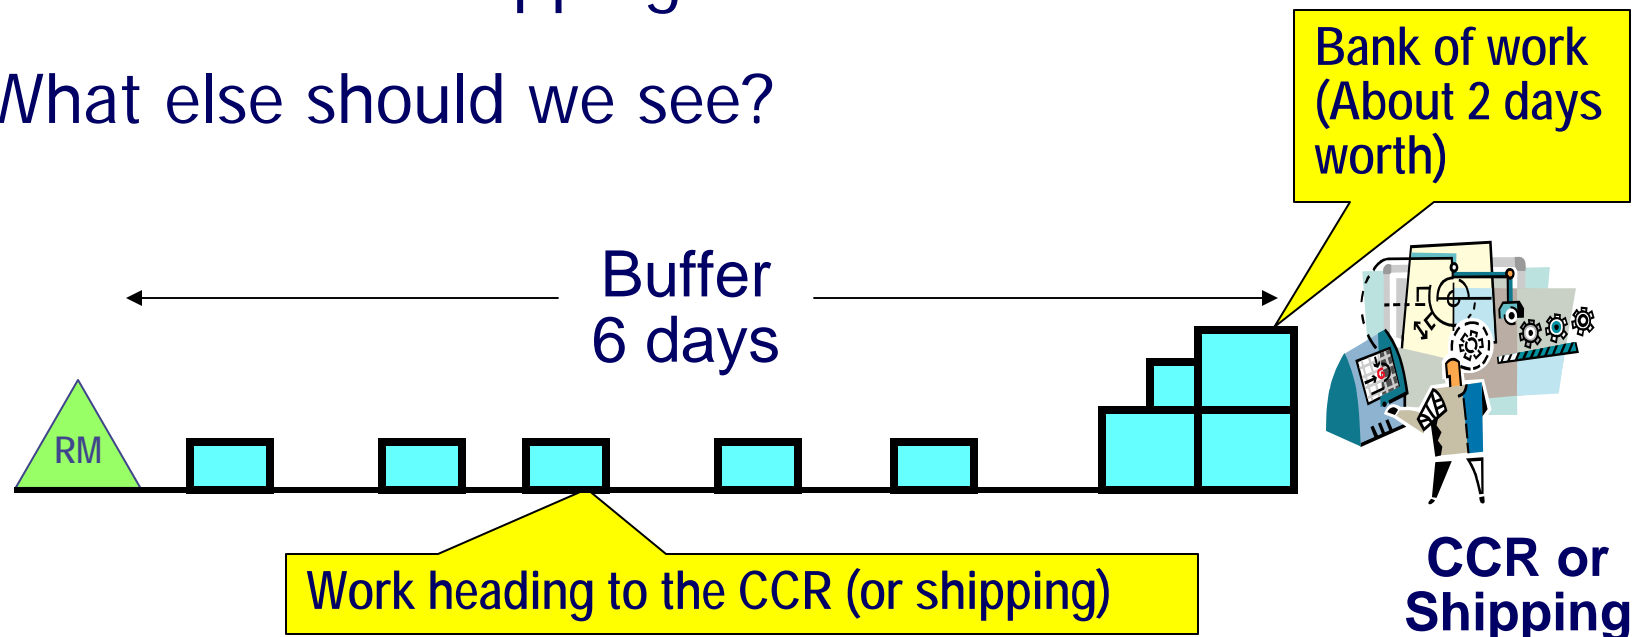 What else should we see?
Bank of work
(About 2 days
worth)
Buffer
6 days
RM
Work heading to the CCR (or shipping)
CCR or
Shipping